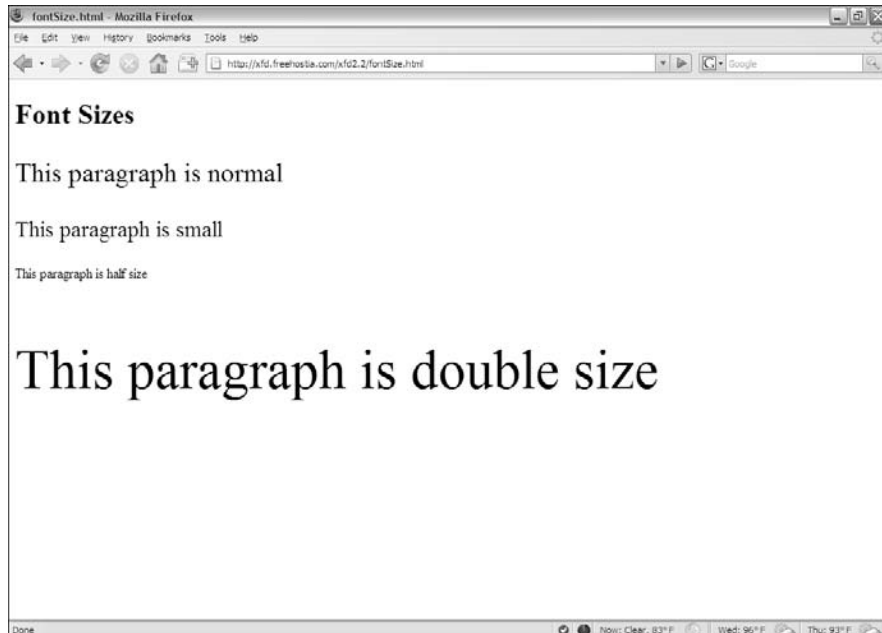 fontSize.html - Mozilla Firefox
File Edit View History Bookmarks Tools Help
http://xfd.freehostia.com/xfd2.2/fontSize.html
G Google
Font Sizes
This paragraph is normal
This paragraph is small
This paragraph is half size
This paragraph is double size
Done Now: Clear, 83° F Wed: 96° F Thu: 93° F